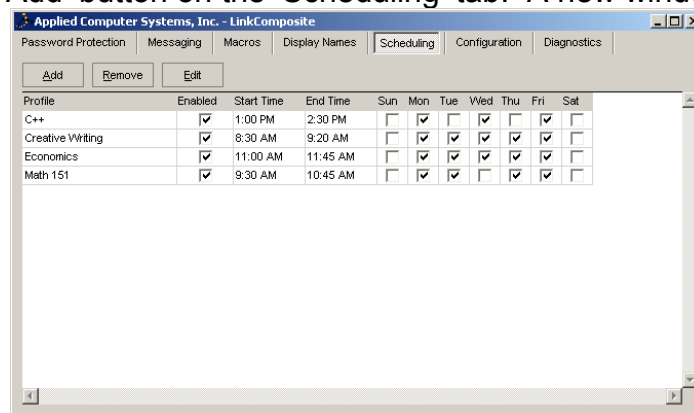 Add' button on the 'Scheduling' tab. A new windo
Applied Computer Systems, Inc. - LinkComposite
Password Protection Messaging Macros Display Names Scheduling Configuration Diagnostics
Add Remove Edit
Profile Enabled Start Time End Time Sun Mon Tue Wed Thu Fri Sat
C++ 1:00 PM 2:30 PM
Creative Writing 8:30 AM 9:20 AM
Economics 11:00 AM 11:45 AM
Math 151 9:30 AM 10:45 AM